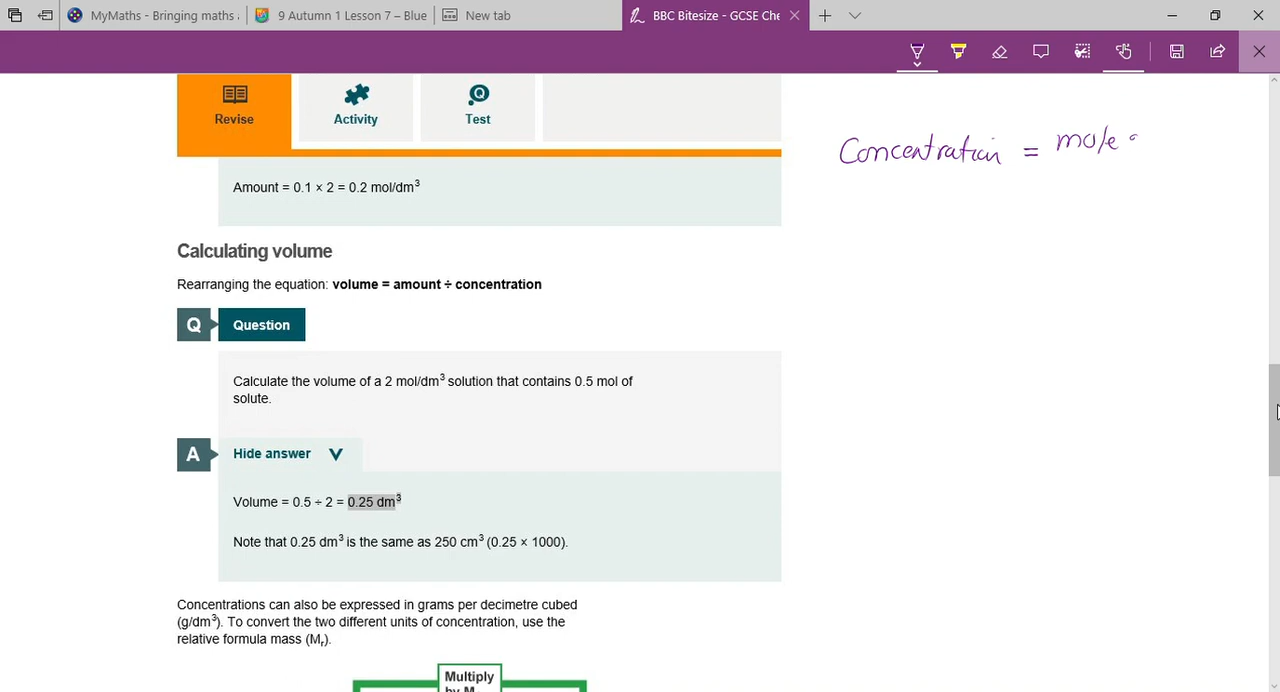 MyMaths - Bringing maths
9 Autumn 1 Lesson 7 – Blue
New tab
BBC Bitesize - GCSE Che
Revise
Activity
Test
Concentration = mole
Amount = 0.1 × 2 = 0.2 mol/dm³
Calculating volume
Rearranging the equation: volume = amount ÷ concentration
Q Question
Calculate the volume of a 2 mol/dm³ solution that contains 0.5 mol of
solute.
A Hide answer
Volume = 0.5 ÷ 2 = 0.25 dm³
Note that 0.25 dm³ is the same as 250 cm³ (0.25 × 1000).
Concentrations can also be expressed in grams per decimetre cubed
(g/dm³). To convert the two different units of concentration, use the
relative formula mass (Mᵣ).
Multiply